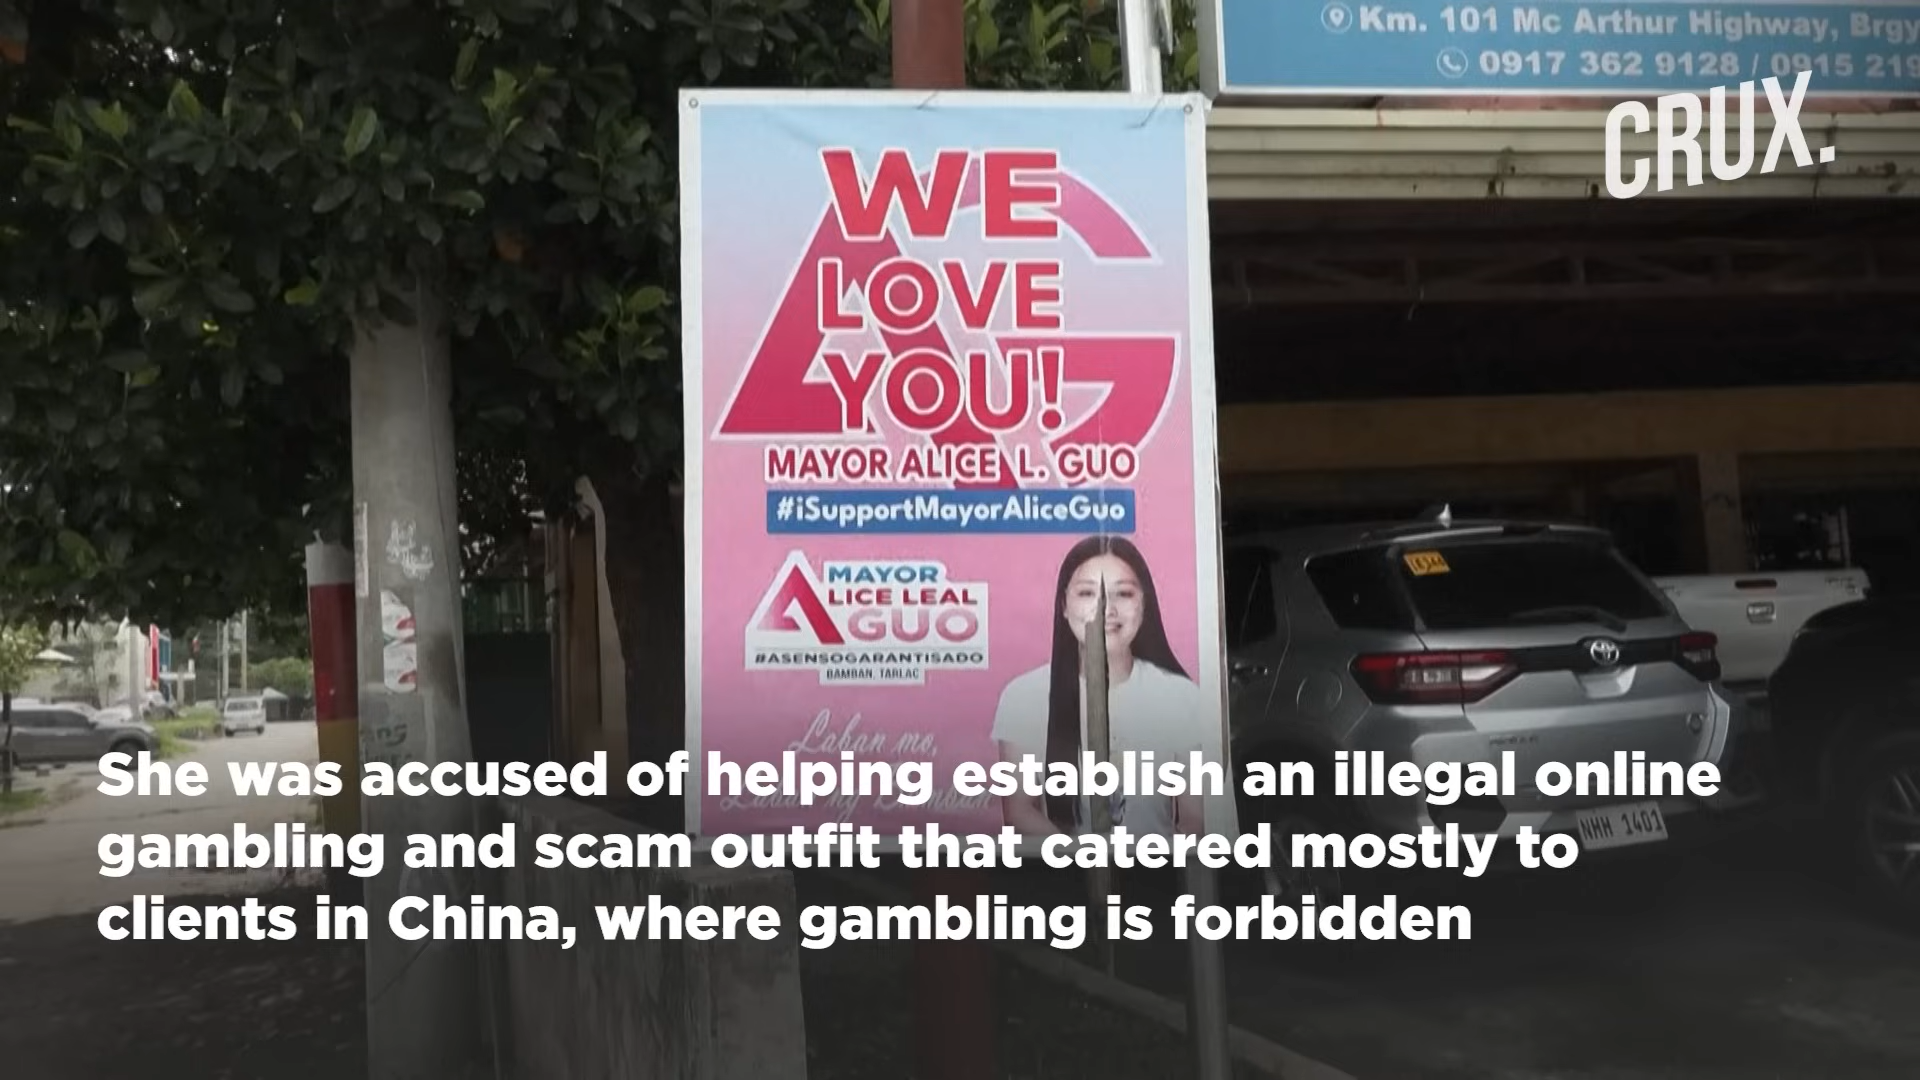 Km. 101 Mc Arthur Highway, Brgy
0917 362 9128 / 0915 219
CRUX.
WE
LOVE
YOU!
AG
MAYOR ALICE L. GUO
#iSupportMayorAliceGuo
MAYOR
ALICE LEAL
GUO
#ASENSOGARANTISADO
BAMBAN, TARLAC
Laban mo,
NHH 1401
She was accused of helping establish an illegal online
gambling and scam outfit that catered mostly to
clients in China, where gambling is forbidden